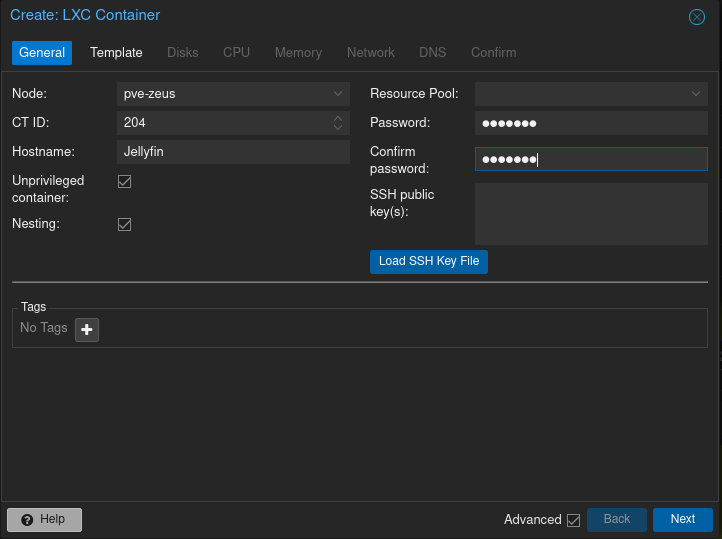 Create: LXC Container
General Template Disks CPU Memory Network DNS Confirm
Node: pve-zeus
CT ID: 204
Hostname: Jellyfin
Unprivileged
container:
Nesting:
Resource Pool:
Password: ●●●●●●●
Confirm
password: ●●●●●●●
SSH public
key(s):
Load SSH Key File
Tags
No Tags
Help
Advanced
Back
Next